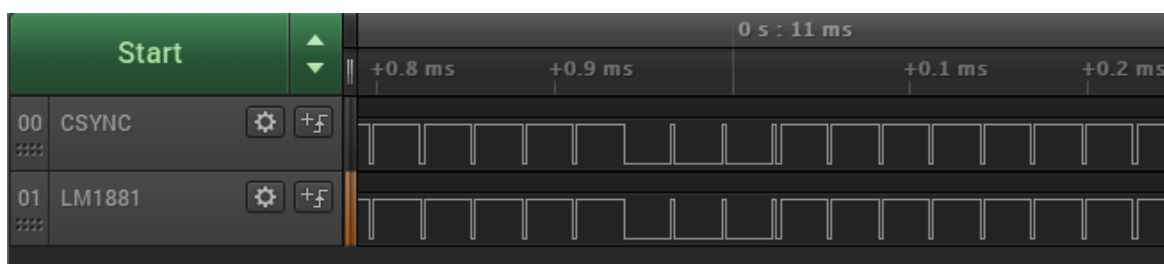 Start
0 s : 11 ms
+0.8 ms +0.9 ms +0.1 ms +0.2 ms
00 CSYNC
01 LM1881